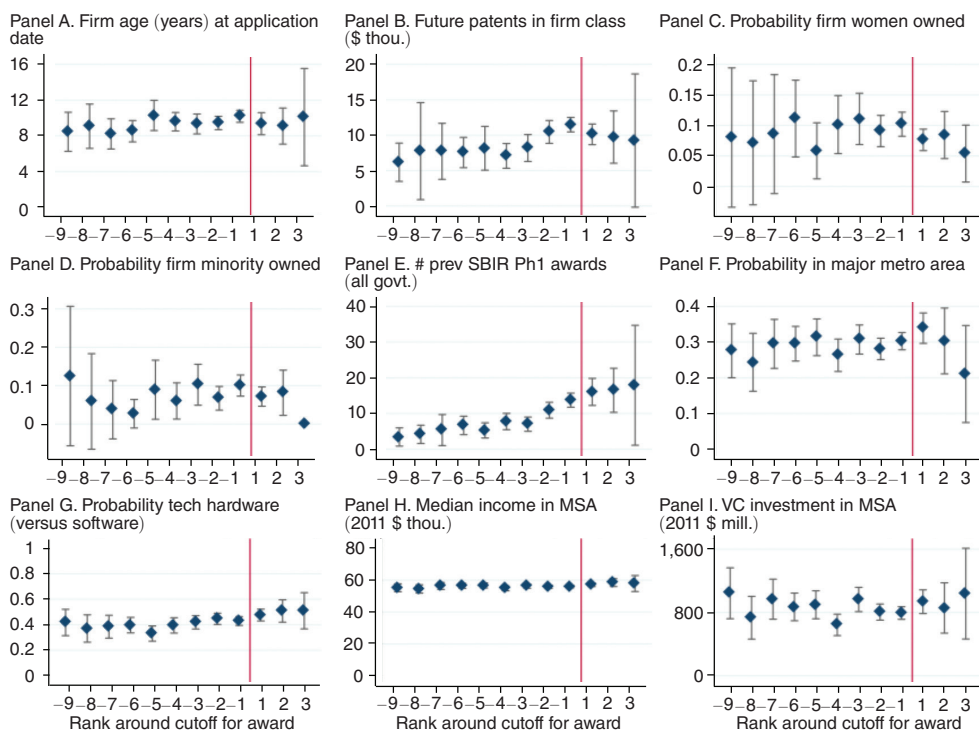 Panel A. Firm age (years) at application
date
16
12
8
4
0
−9 −8 −7 −6 −5 −4 −3 −2 −1 1 2 3
Panel B. Future patents in firm class
($ thou.)
20
15
10
5
0
−9 −8 −7 −6 −5 −4 −3 −2 −1 1 2 3
Panel C. Probability firm women owned
0.2
0.15
0.1
0.05
0
−9 −8 −7 −6 −5 −4 −3 −2 −1 1 2 3
Panel D. Probability firm minority owned
0.3
0.2
0.1
0
−9 −8 −7 −6 −5 −4 −3 −2 −1 1 2 3
Panel E. # prev SBIR Ph1 awards
(all govt.)
40
30
20
10
0
−9 −8 −7 −6 −5 −4 −3 −2 −1 1 2 3
Panel F. Probability in major metro area
0.4
0.3
0.2
0.1
0
−9 −8 −7 −6 −5 −4 −3 −2 −1 1 2 3
Panel G. Probability tech hardware
(versus software)
1
0.8
0.6
0.4
0.2
0
−9 −8 −7 −6 −5 −4 −3 −2 −1 1 2 3
Rank around cutoff for award
Panel H. Median income in MSA
(2011 $ thou.)
80
60
40
20
0
−9 −8 −7 −6 −5 −4 −3 −2 −1 1 2 3
Rank around cutoff for award
Panel I. VC investment in MSA
(2011 $ mill.)
1,600
800
0
−9 −8 −7 −6 −5 −4 −3 −2 −1 1 2 3
Rank around cutoff for award